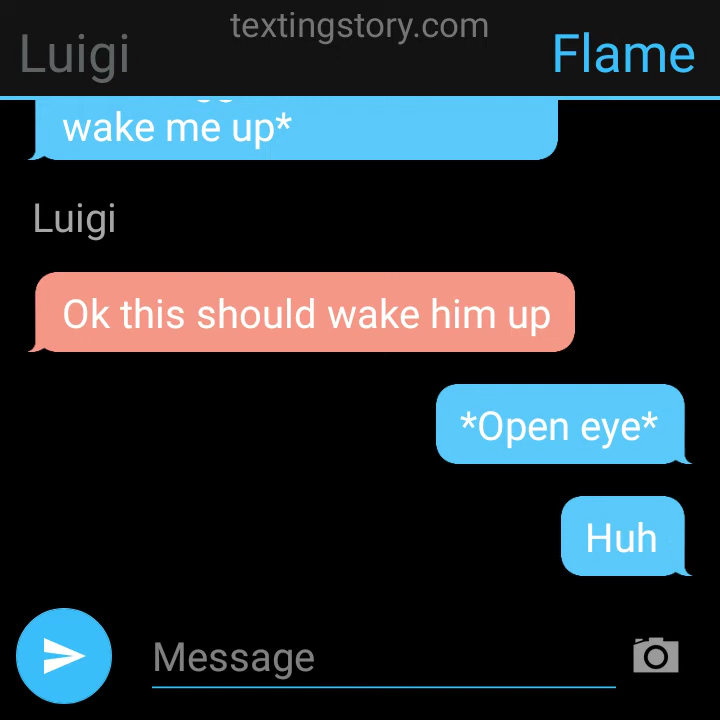 textingstory.com
Luigi
Flame
wake me up*
Luigi
Ok this should wake him up
*Open eye*
Huh
Message